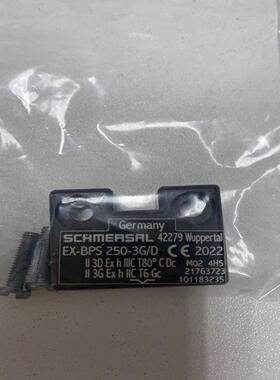 Germany
SCHMERSAL 42279 Wuppertal
EX-BPS 250-3G/D CE 2022
II 3D Ex h IIIC T80° C Dc M02 4H5
II 3G Ex h IIC T6 Gc 21763723
101183235